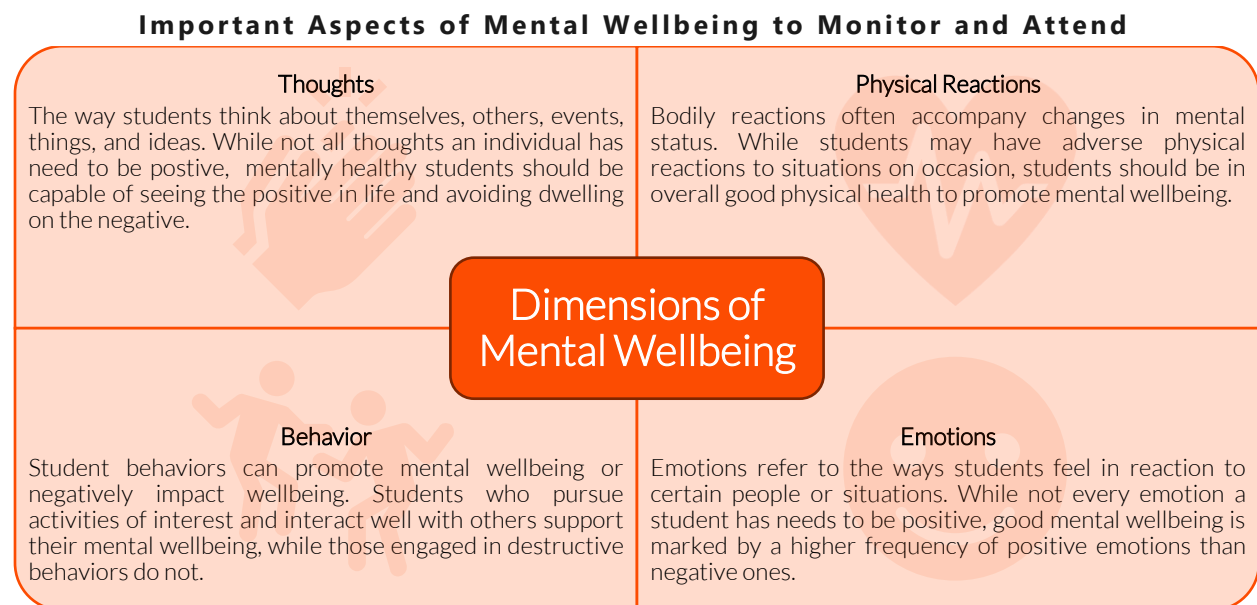 Important Aspects of Mental Wellbeing to Monitor and Attend
Thoughts
The way students think about themselves, others, events,
things, and ideas. While not all thoughts an individual has
need to be postive,  mentally healthy students should be
capable of seeing the positive in life and avoiding dwelling
on the negative.
Physical Reactions
Bodily reactions often accompany changes in mental
status. While students may have adverse physical
reactions to situations on occasion, students should be in
overall good physical health to promote mental wellbeing.
Dimensions of
Mental Wellbeing
Behavior
Student behaviors can promote mental wellbeing or
negatively impact wellbeing. Students who pursue
activities of interest and interact well with others support
their mental wellbeing, while those engaged in destructive
behaviors do not.
Emotions
Emotions refer to the ways students feel in reaction to
certain people or situations. While not every emotion a
student has needs to be positive, good mental wellbeing is
marked by a higher frequency of positive emotions than
negative ones.